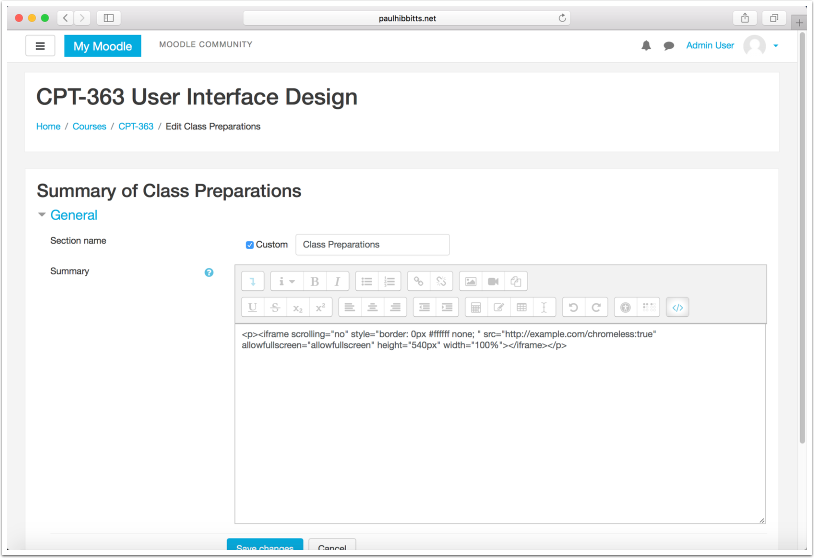 paulhibbitts.net
My Moodle
MOODLE COMMUNITY
Admin User
CPT-363 User Interface Design
Home / Courses / CPT-363 / Edit Class Preparations
Summary of Class Preparations
General
Section name
Custom
Class Preparations
Summary
?
i
B
I
U
S
x₂
x²
</>
<p><iframe scrolling="no" style="border: 0px #ffffff none; " src="http://example.com/chromeless:true"
allowfullscreen="allowfullscreen" height="540px" width="100%"></iframe></p>
Save changes
Cancel